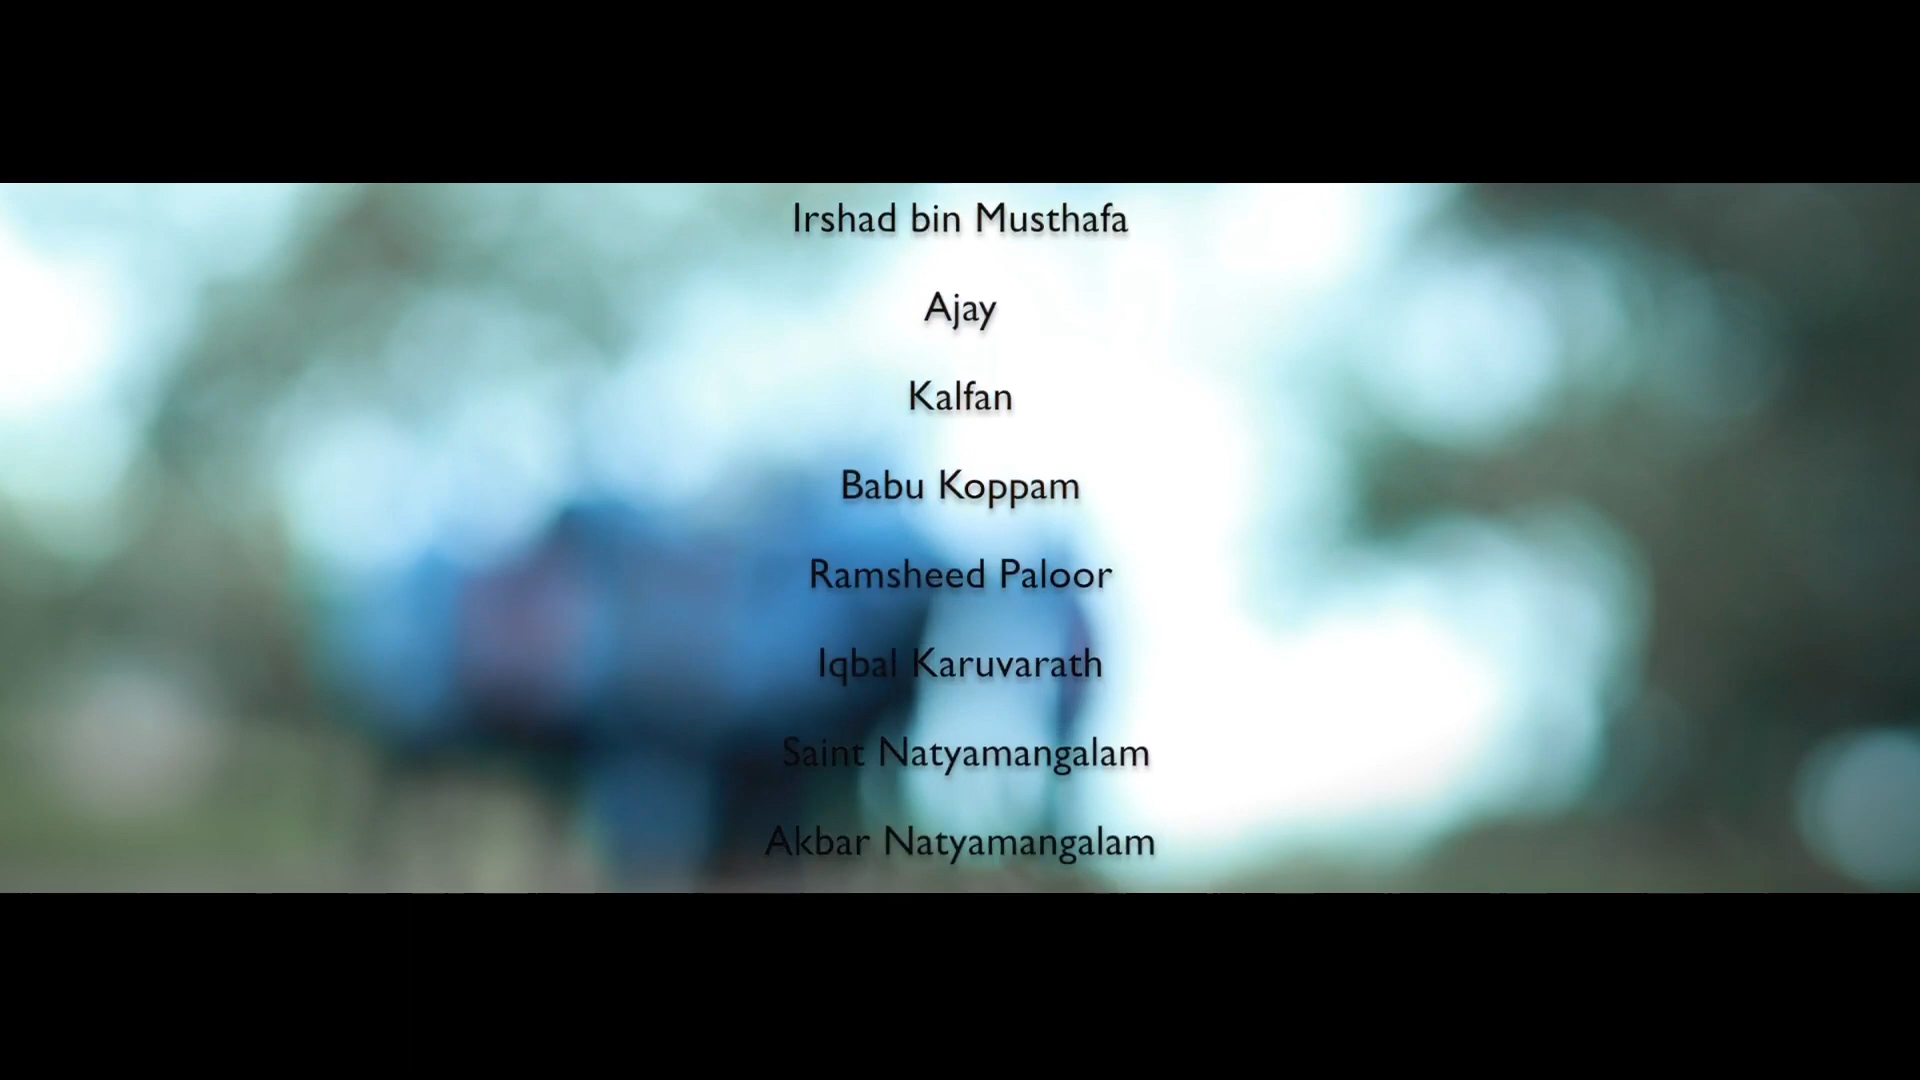 Irshad bin Musthafa
Ajay
Kalfan
Babu Koppam
Ramsheed Paloor
Iqbal Karuvarath
Saint Natyamangalam
Akbar Natyamangalam